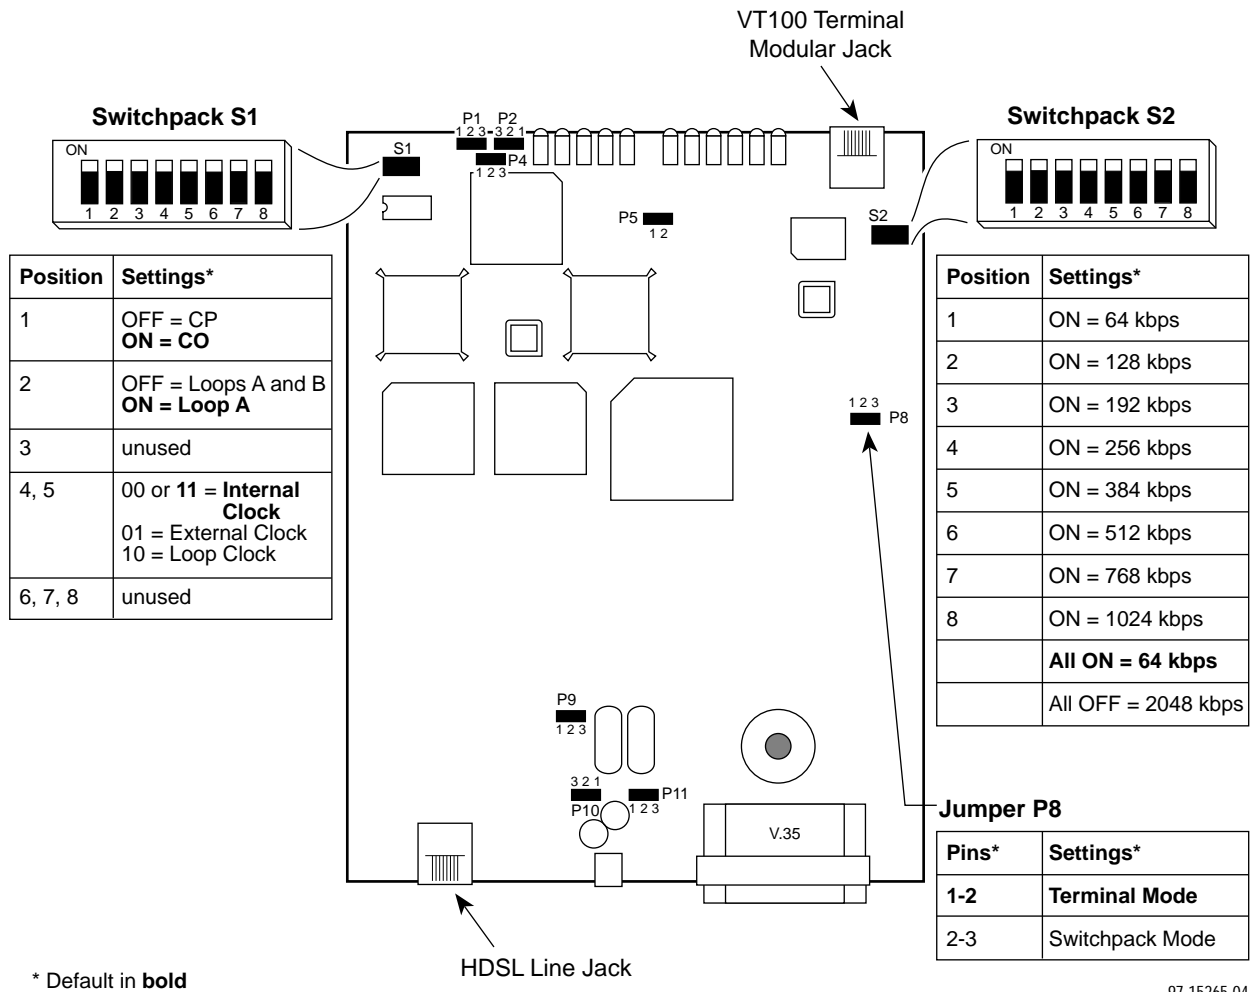 VT100 Terminal
Modular Jack
Switchpack S1
ON
1 2 3 4 5 6 7 8
Position Settings*
1 OFF = CP
ON = CO
2 OFF = Loops A and B
ON = Loop A
3 unused
4, 5 00 or 11 = Internal
Clock
01 = External Clock
10 = Loop Clock
6, 7, 8 unused
S1
P1 P2
1 2 3 3 2 1
P4
1 2 3
P5
1 2
S2
1 2 3
P8
P9
1 2 3
3 2 1
P10
P11
1 2 3
V.35
HDSL Line Jack
Switchpack S2
ON
1 2 3 4 5 6 7 8
Position Settings*
1 ON = 64 kbps
2 ON = 128 kbps
3 ON = 192 kbps
4 ON = 256 kbps
5 ON = 384 kbps
6 ON = 512 kbps
7 ON = 768 kbps
8 ON = 1024 kbps
All ON = 64 kbps
All OFF = 2048 kbps
Jumper P8
Pins* Settings*
1-2 Terminal Mode
2-3 Switchpack Mode
* Default in bold
97-15265-04